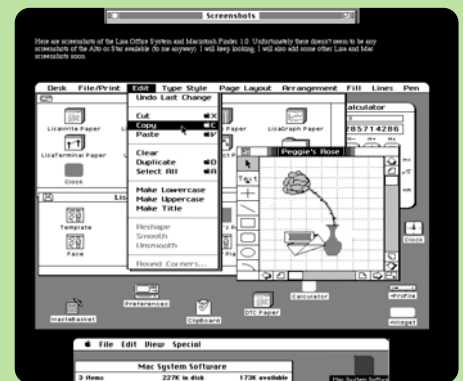 Screenshots
Here are screenshots of the Lisa Office System and Macintosh Finder 1.0. Unfortunately there doesn't seem to be any
screenshots of the Alto or Star available (to me anyway). I will keep looking, I will also add some other Lisa and Mac
screenshots soon.
Desk File/Print Edit Type Style Page Layout Arrangement Fill Lines Pen
Undo Last Change
Calculator
Cut X
LisaWrite Paper
Copy C
LisaGraph Paper
285714286
Paste V
Peggie's Rose
LisaTerminal Paper
Clear
Text
Duplicate D
Select All A
Clock
Make Lowercase
Lis
Make Uppercase
Make Title
Template
Clock
Reshape
Smooth
Face
Unsmooth
Round Corners...
Preferences
Calculator
Profile
WasteBasket
Clipboard
DTC Paper
Widget
File Edit View Special
Mac System Software
3 items 227K in disk 173K available
Mac System Softwa